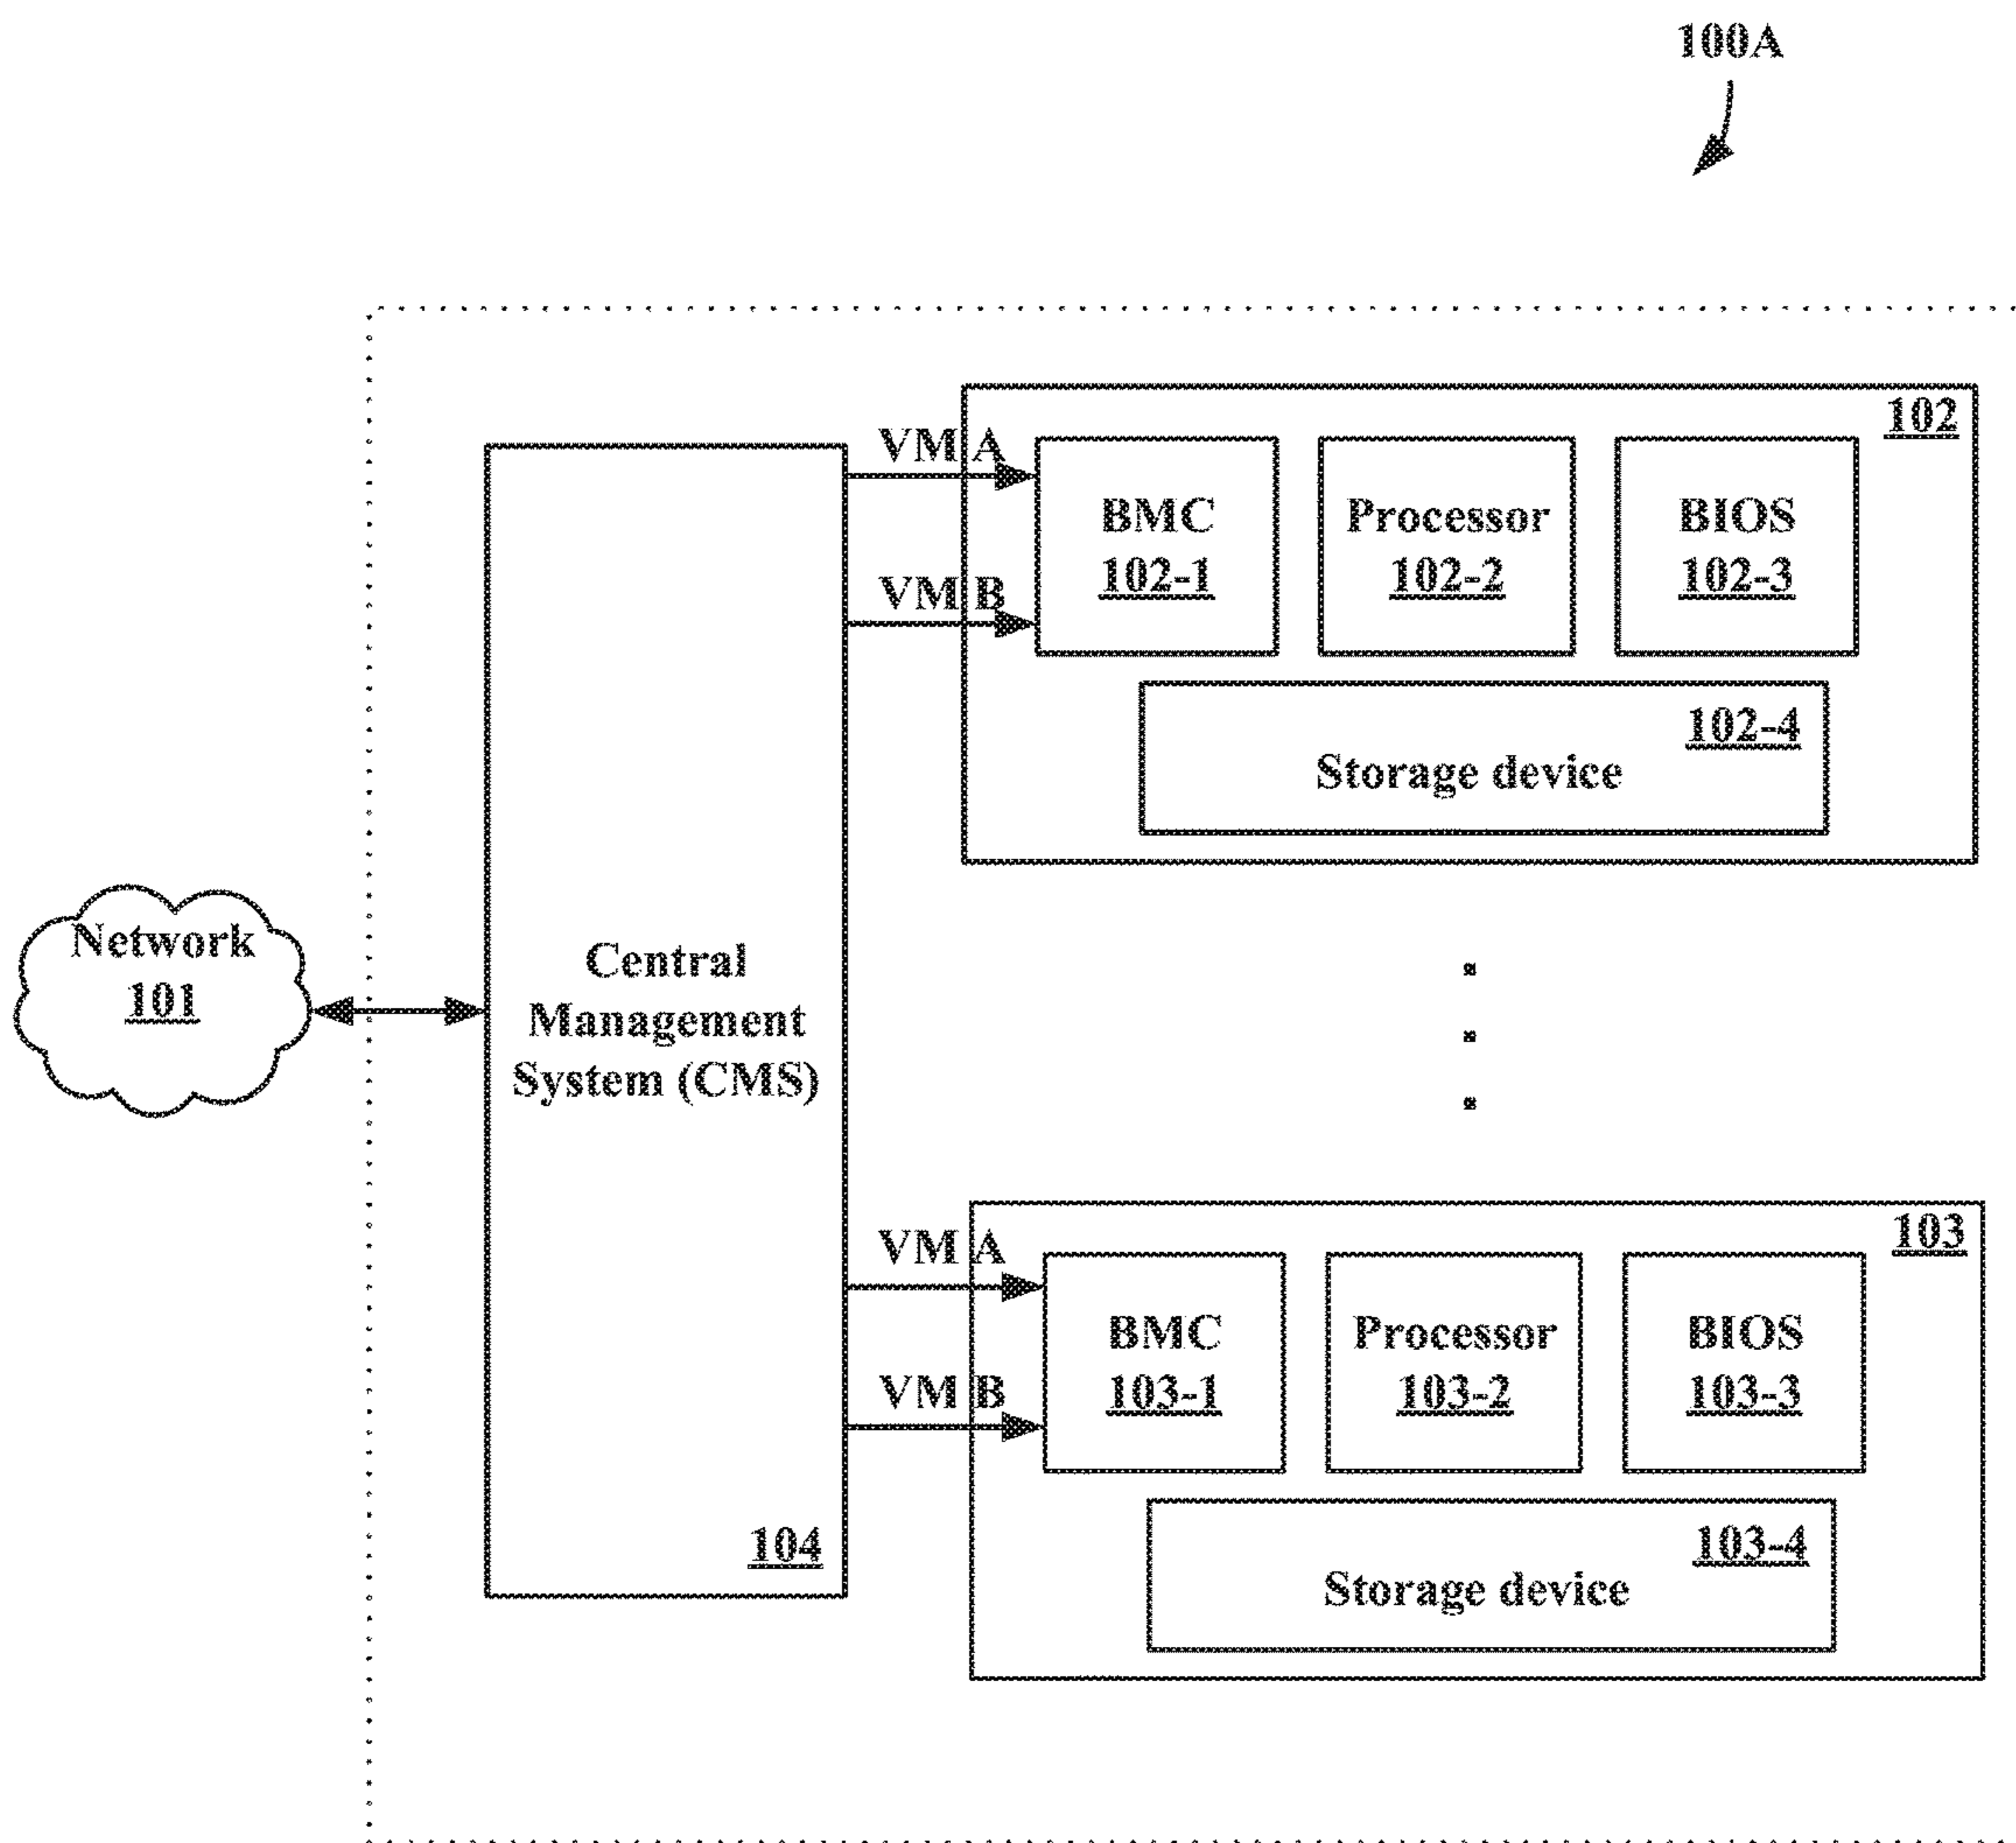 100A
102
VM A
BMC
102-1
Processor
102-2
BIOS
102-3
VM B
102-4
Storage device
Network
101
Central
Management
System (CMS)
104
103
VM A
BMC
103-1
Processor
103-2
BIOS
103-3
VM B
103-4
Storage device